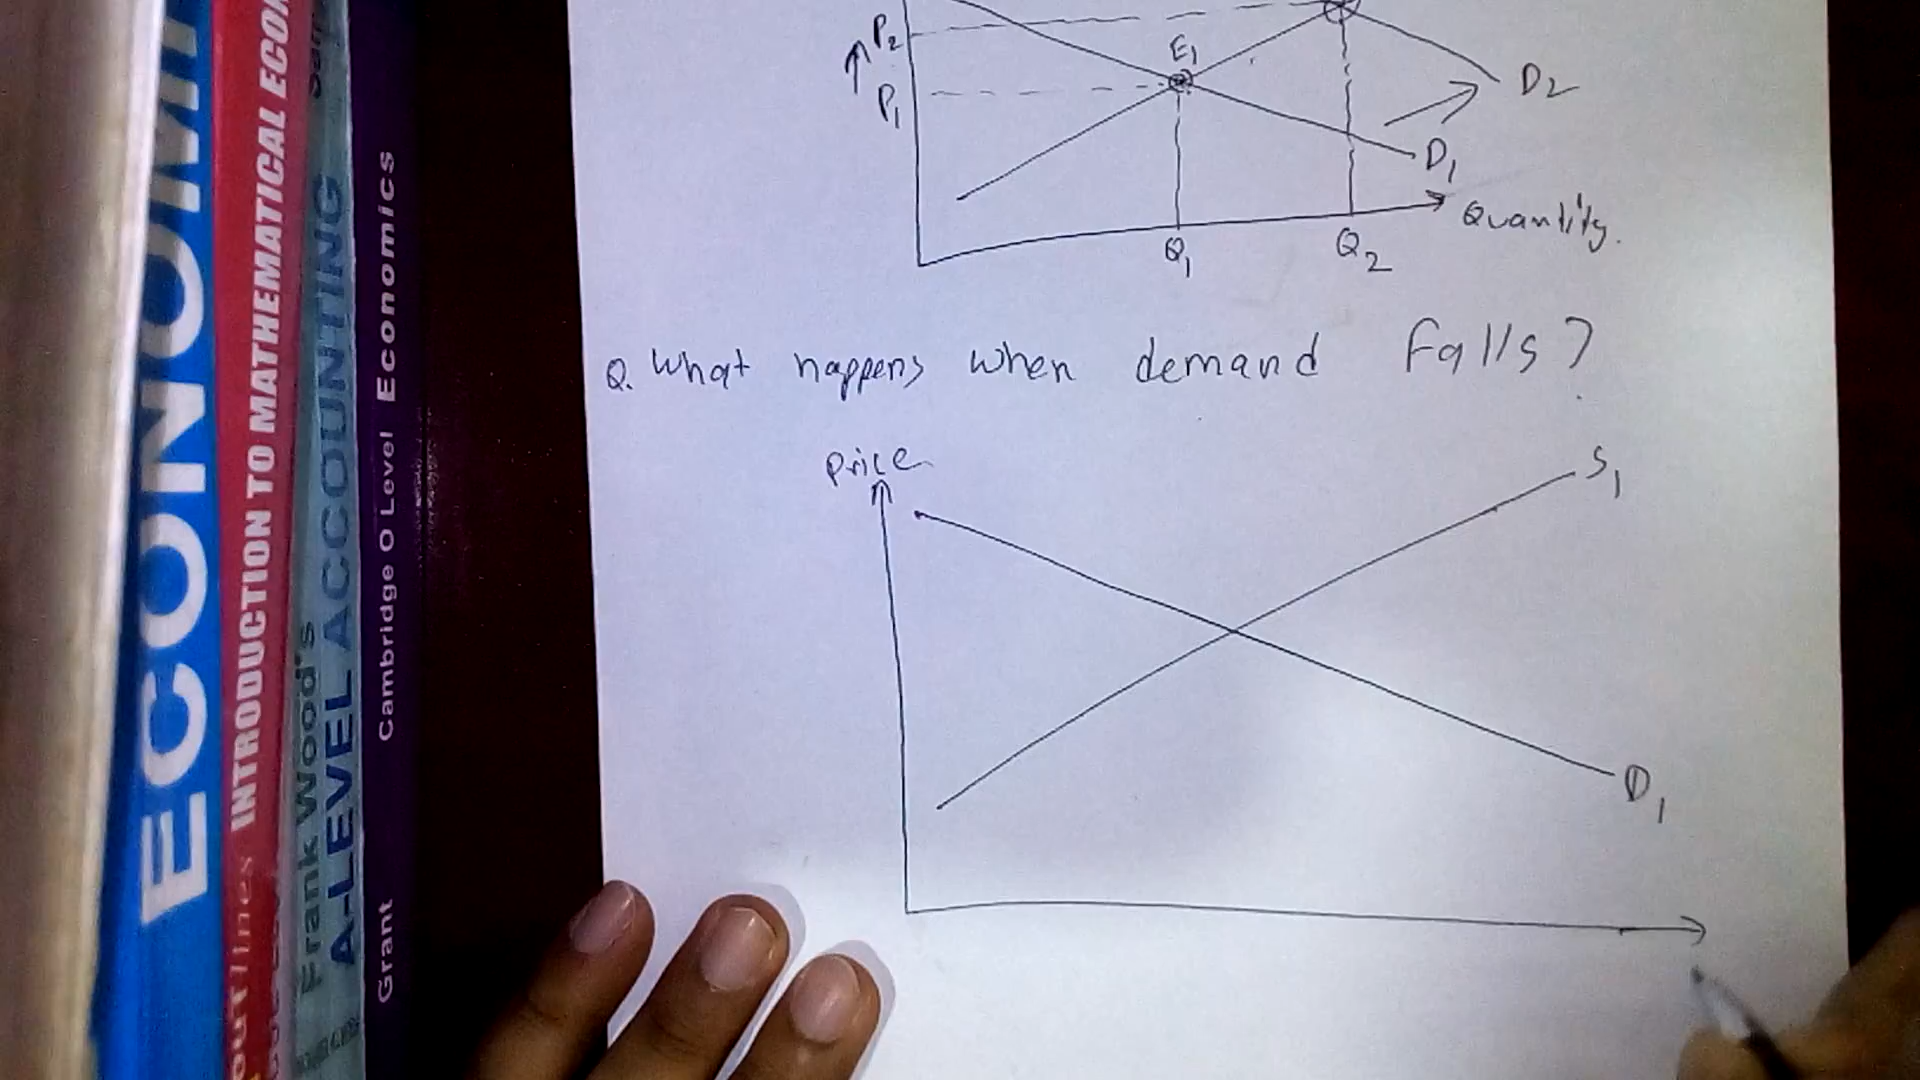 ECONOMI
INTRODUCTION TO MATHEMATICAL ECON
Frank Wood's
A-LEVEL ACCOUNTING
Grant Cambridge O Level Economics
P2
E1
P1
D2
D1
Quantity.
Q1
Q2
Q. What happens when demand falls?
Price
S1
D1